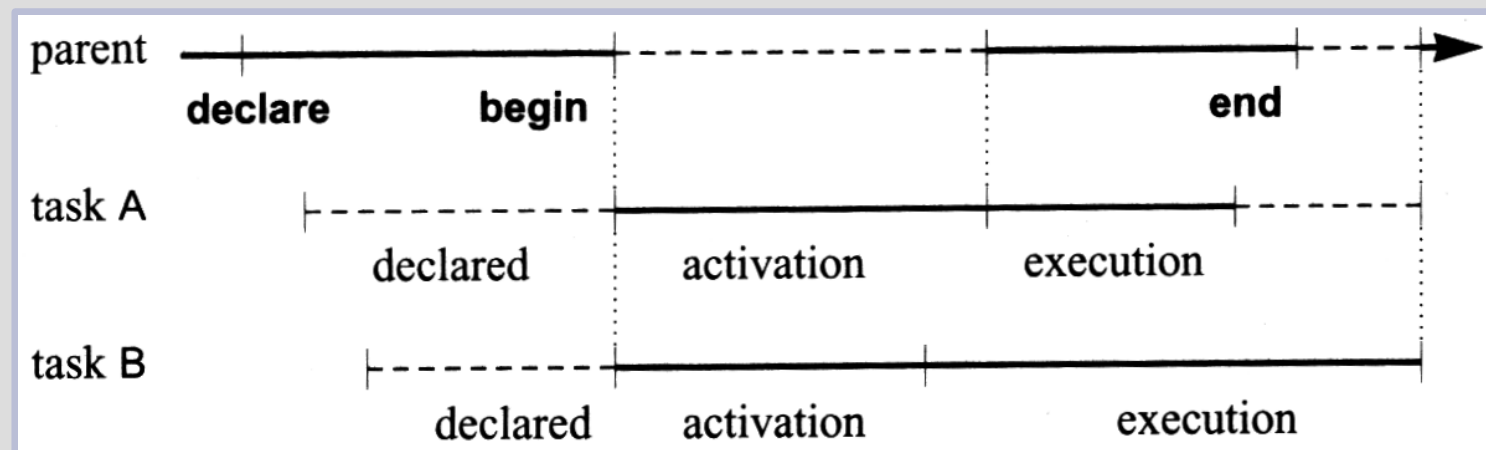 parent
declare begin end
task A
declared activation execution
task B
declared activation execution